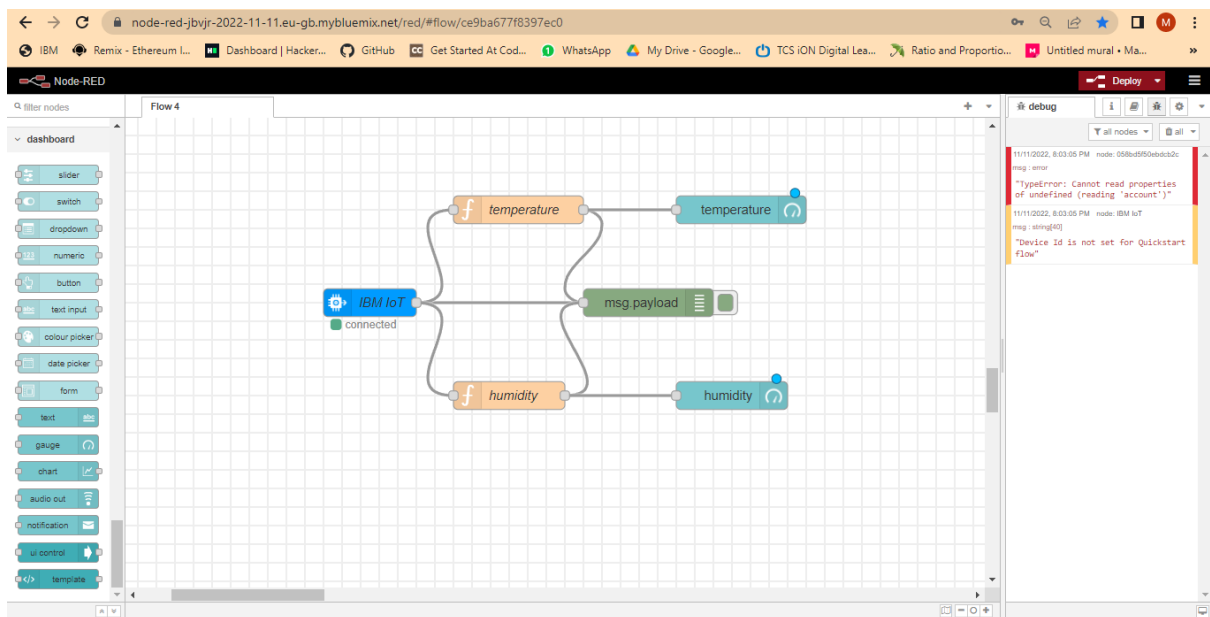 node-red-jbvjr-2022-11-11.eu-gb.mybluemix.net/red/#flow/ce9ba677f8397ec0
M
IBM
Remix - Ethereum I...
Dashboard | Hacker...
GitHub
Get Started At Cod...
WhatsApp
My Drive - Google...
TCS iON Digital Lea...
Ratio and Proportio...
Untitled mural • Ma...
»
Node-RED
Deploy
filter nodes
Flow 4
debug
all nodes
all
dashboard
slider
switch
dropdown
numeric
button
text input
colour picker
date picker
form
text
gauge
chart
audio out
notification
ui control
template
temperature
temperature
IBM IoT
connected
msg.payload
humidity
humidity
11/11/2022, 8:03:05 PM node: 058bd5f50ebdcb2c
msg : error
"TypeError: Cannot read properties
of undefined (reading 'account')"
11/11/2022, 8:03:05 PM node: IBM IoT
msg : string[40]
"Device Id is not set for Quickstart
flow"